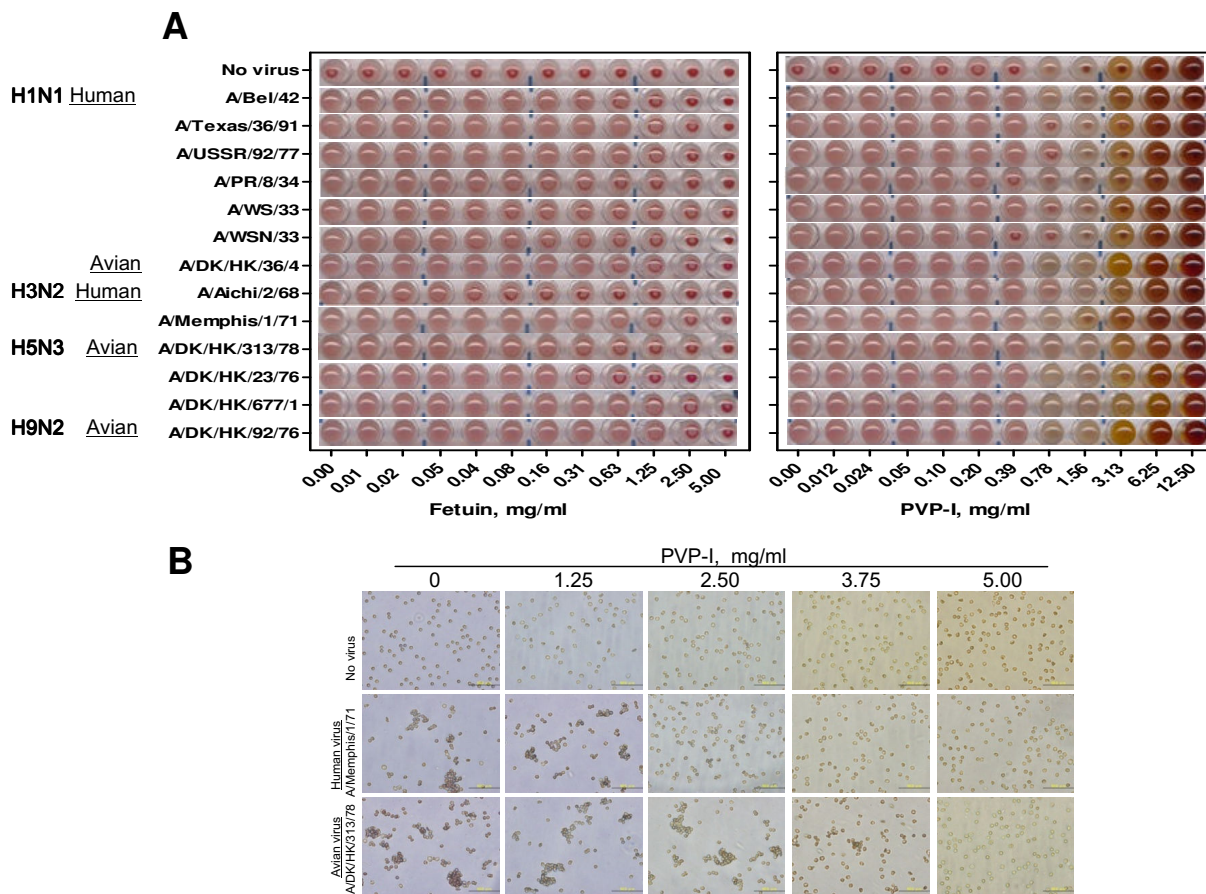 A
No virus
H1N1 Human A/Bel/42
A/Texas/36/91
A/USSR/92/77
A/PR/8/34
A/WS/33
A/WSN/33
Avian A/DK/HK/36/4
H3N2 Human A/Aichi/2/68
A/Memphis/1/71
H5N3 Avian A/DK/HK/313/78
A/DK/HK/23/76
A/DK/HK/677/1
H9N2 Avian A/DK/HK/92/76
0.00 0.01 0.02 0.05 0.04 0.08 0.16 0.31 0.63 1.25 2.50 5.00
Fetuin, mg/ml
0.00 0.012 0.024 0.05 0.10 0.20 0.39 0.78 1.56 3.13 6.25 12.50
PVP-I, mg/ml
B
PVP-I, mg/ml
0 1.25 2.50 3.75 5.00
No virus
Human virus
A/Memphis/1/71
Avian virus
A/DK/HK/313/78